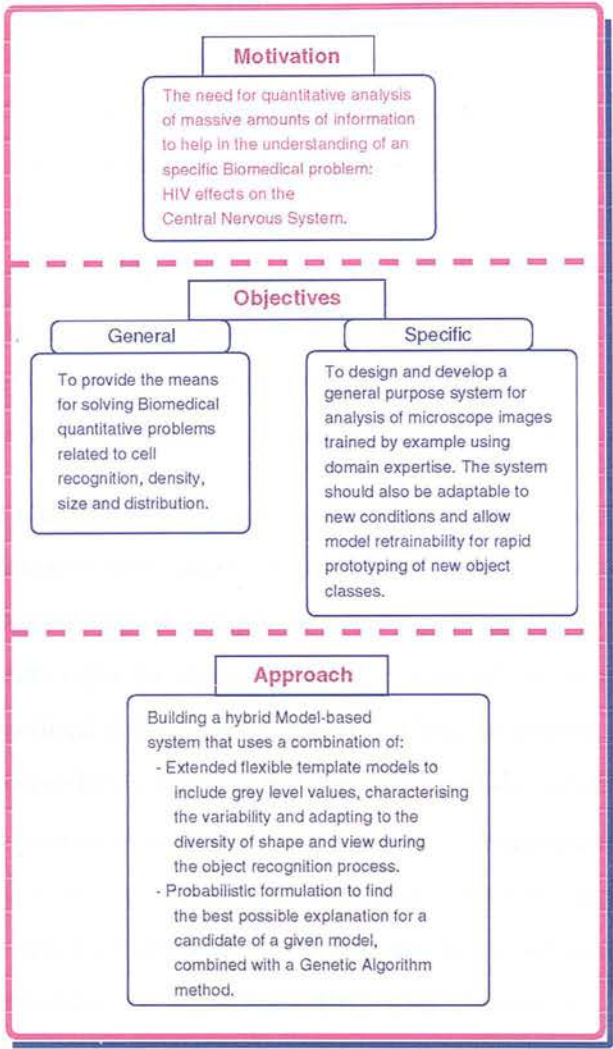 Motivation
The need for quantitative analysis
of massive amounts of information
to help in the understanding of an
specific Biomedical problem:
HIV effects on the
Central Nervous System.
Objectives
General
To provide the means
for solving Biomedical
quantitative problems
related to cell
recognition, density,
size and distribution.
Specific
To design and develop a
general purpose system for
analysis of microscope images
trained by example using
domain expertise. The system
should also be adaptable to
new conditions and allow
model retrainability for rapid
prototyping of new object
classes.
Approach
Building a hybrid Model-based
system that uses a combination of:
- Extended flexible template models to
include grey level values, characterising
the variability and adapting to the
diversity of shape and view during
the object recognition process.
- Probabilistic formulation to find
the best possible explanation for a
candidate of a given model,
combined with a Genetic Algorithm
method.